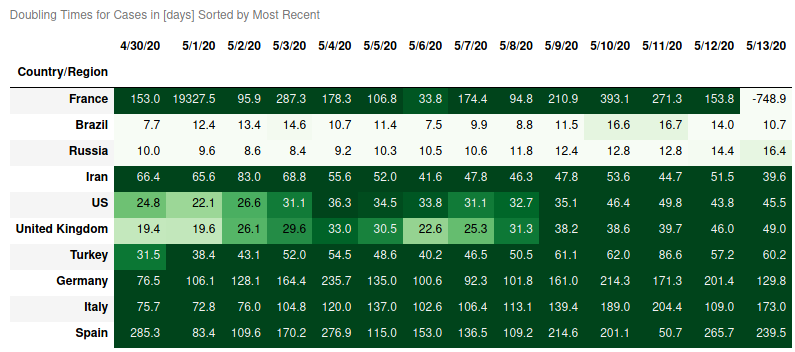 Doubling Times for Cases in [days] Sorted by Most Recent
4/30/20 5/1/20 5/2/20 5/3/20 5/4/20 5/5/20 5/6/20 5/7/20 5/8/20 5/9/20 5/10/20 5/11/20 5/12/20 5/13/20
Country/Region
France 153.0 19327.5 95.9 287.3 178.3 106.8 33.8 174.4 94.8 210.9 393.1 271.3 153.8 -748.9
Brazil 7.7 12.4 13.4 14.6 10.7 11.4 7.5 9.9 8.8 11.5 16.6 16.7 14.0 10.7
Russia 10.0 9.6 8.6 8.4 9.2 10.3 10.5 10.6 11.8 12.4 12.8 12.8 14.4 16.4
Iran 66.4 65.6 83.0 68.8 55.6 52.0 41.6 47.8 46.3 47.8 53.6 44.7 51.5 39.6
US 24.8 22.1 26.6 31.1 36.3 34.5 33.8 31.1 32.7 35.1 46.4 49.8 43.8 45.5
United Kingdom 19.4 19.6 26.1 29.6 33.0 30.5 22.6 25.3 31.3 38.2 38.6 39.7 46.0 49.0
Turkey 31.5 38.4 43.1 52.0 54.5 48.6 40.2 46.5 50.5 61.1 62.0 86.6 57.2 60.2
Germany 76.5 106.1 128.1 164.4 235.7 135.0 100.6 92.3 101.8 161.0 214.3 171.3 201.4 129.8
Italy 75.7 72.8 76.0 104.8 120.0 137.0 102.6 106.4 113.1 139.4 189.0 204.4 109.0 173.0
Spain 285.3 83.4 109.6 170.2 276.9 115.0 153.0 136.5 109.2 214.6 201.1 50.7 265.7 239.5